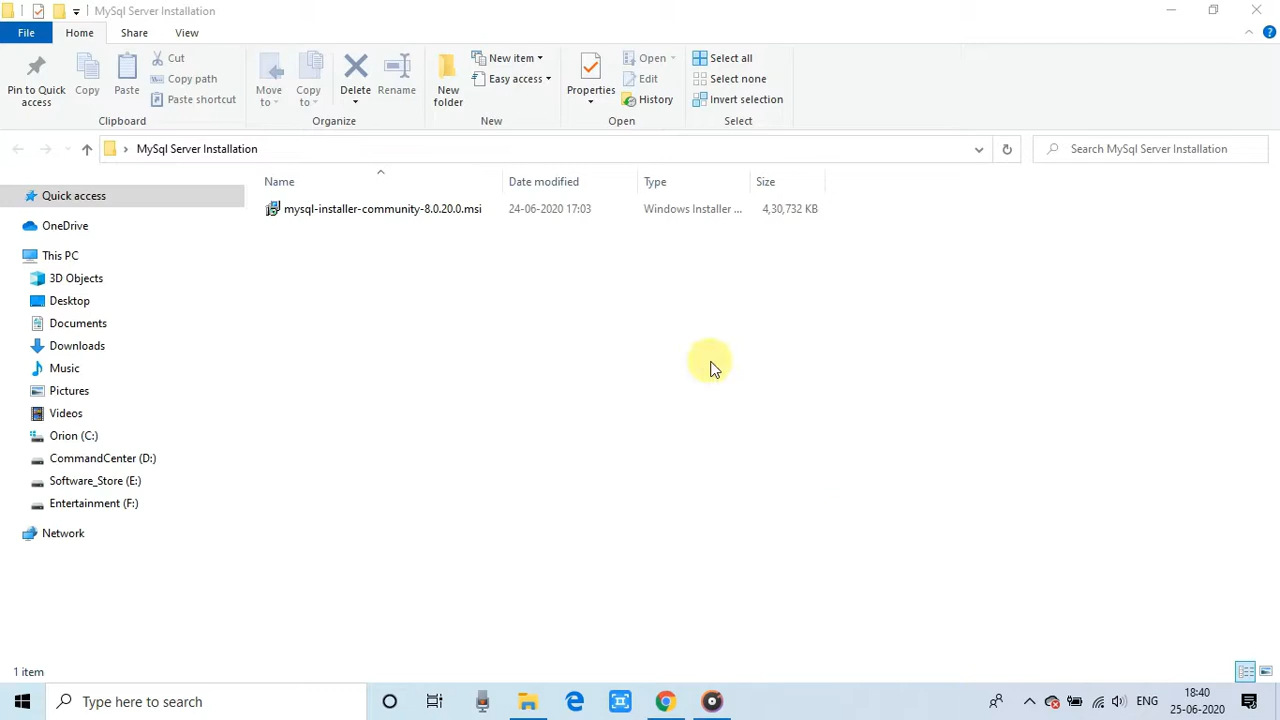 MySql Server Installation
File
Home
Share
View
Pin to Quick access
Copy
Paste
Cut
Copy path
Paste shortcut
Clipboard
Move to
Copy to
Delete
Rename
Organize
New folder
New item
Easy access
New
Properties
Open
Edit
History
Open
Select all
Select none
Invert selection
Select
MySql Server Installation
Search MySql Server Installation
Name
Date modified
Type
Size
mysql-installer-community-8.0.20.0.msi
24-06-2020 17:03
Windows Installer ...
4,30,732 KB
Quick access
OneDrive
This PC
3D Objects
Desktop
Documents
Downloads
Music
Pictures
Videos
Orion (C:)
CommandCenter (D:)
Software_Store (E:)
Entertainment (F:)
Network
1 item
Type here to search
ENG
18:40
25-06-2020